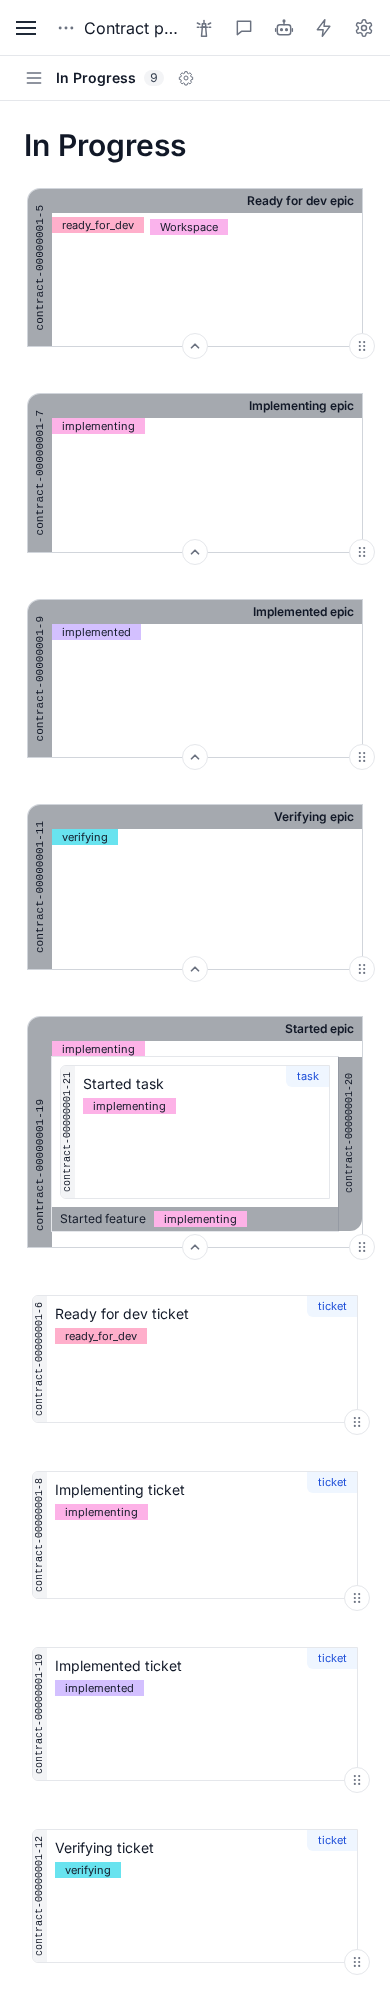 Contract p...
In Progress 9
In Progress
Ready for dev epic
contract-00000001-5
ready_for_dev Workspace
Implementing epic
contract-00000001-7
implementing
Implemented epic
contract-00000001-9
implemented
Verifying epic
contract-00000001-11
verifying
Started epic
contract-00000001-19
implementing
contract-00000001-21
Started task
task
implementing
contract-00000001-20
Started feature implementing
contract-00000001-6
Ready for dev ticket
ticket
ready_for_dev
contract-00000001-8
Implementing ticket
ticket
implementing
contract-00000001-10
Implemented ticket
ticket
implemented
contract-00000001-12
Verifying ticket
ticket
verifying